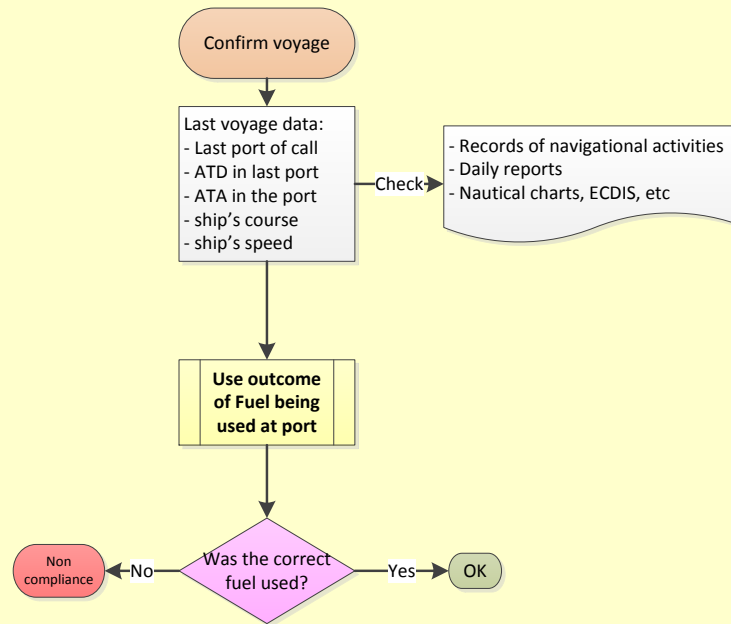 Confirm voyage
Last voyage data:
- Last port of call
- ATD in last port
- ATA in the port
- ship’s course
- ship’s speed
Check
- Records of navigational activities
- Daily reports
- Nautical charts, ECDIS, etc
Use outcome
of Fuel being
used at port
Was the correct
fuel used?
No
Non
compliance
Yes
OK